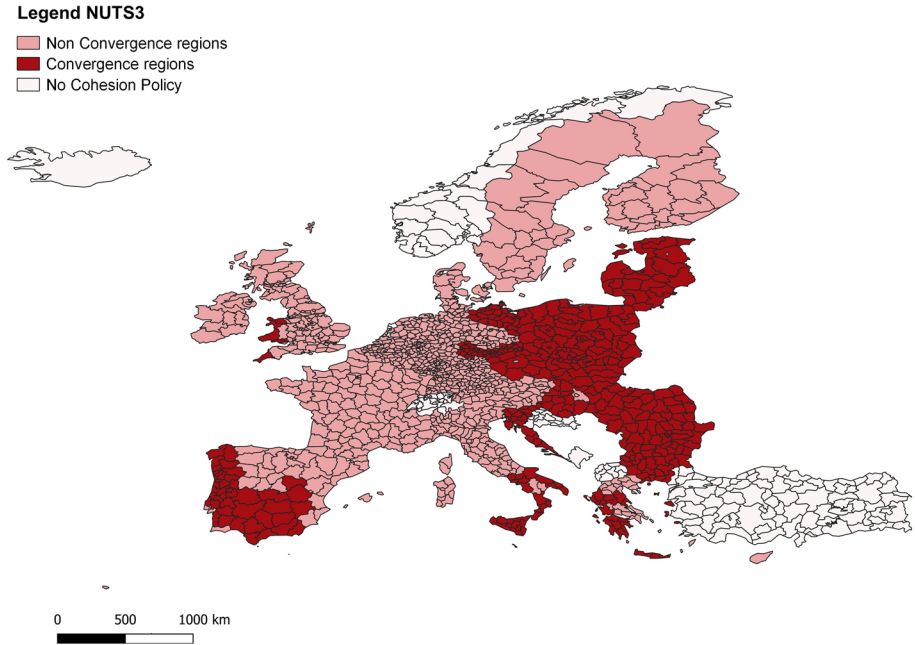 Legend NUTS3
Non Convergence regions
Convergence regions
No Cohesion Policy
0 500 1000 km